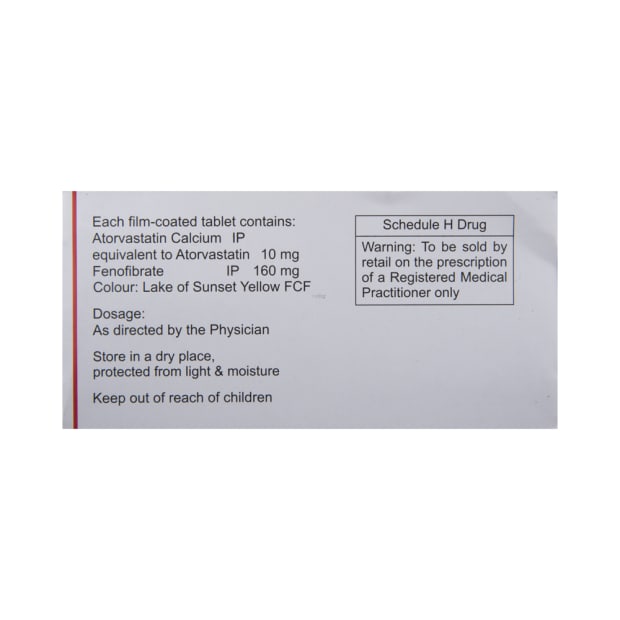 Each film-coated tablet contains:
Atorvastatin Calcium IP
equivalent to Atorvastatin 10 mg
Fenofibrate IP 160 mg
Colour: Lake of Sunset Yellow FCF
Dosage:
As directed by the Physician
Store in a dry place,
protected from light & moisture
Keep out of reach of children
Schedule H Drug
Warning: To be sold by
retail on the prescription
of a Registered Medical
Practitioner only